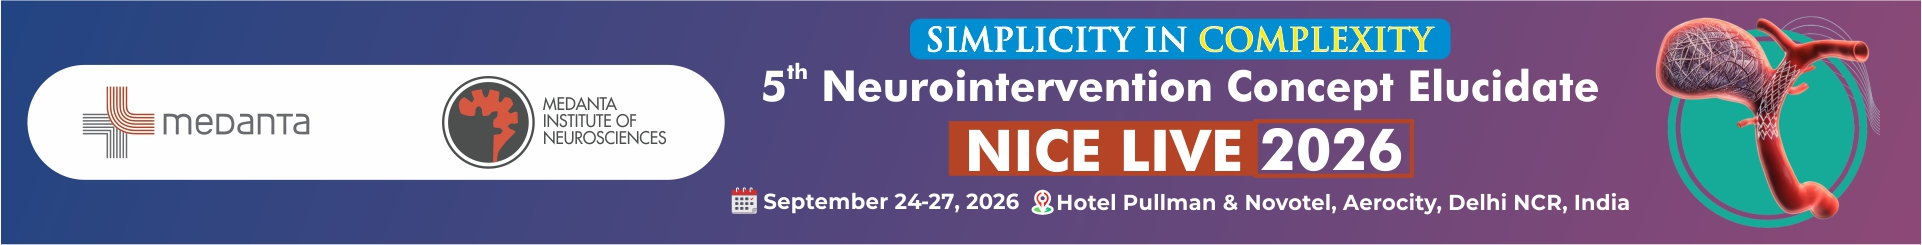 medanta
MEDANTA
INSTITUTE OF
NEUROSCIENCES
SIMPLICITY IN COMPLEXITY
5th Neurointervention Concept Elucidate
NICE LIVE 2026
September 24-27, 2026 Hotel Pullman & Novotel, Aerocity, Delhi NCR, India